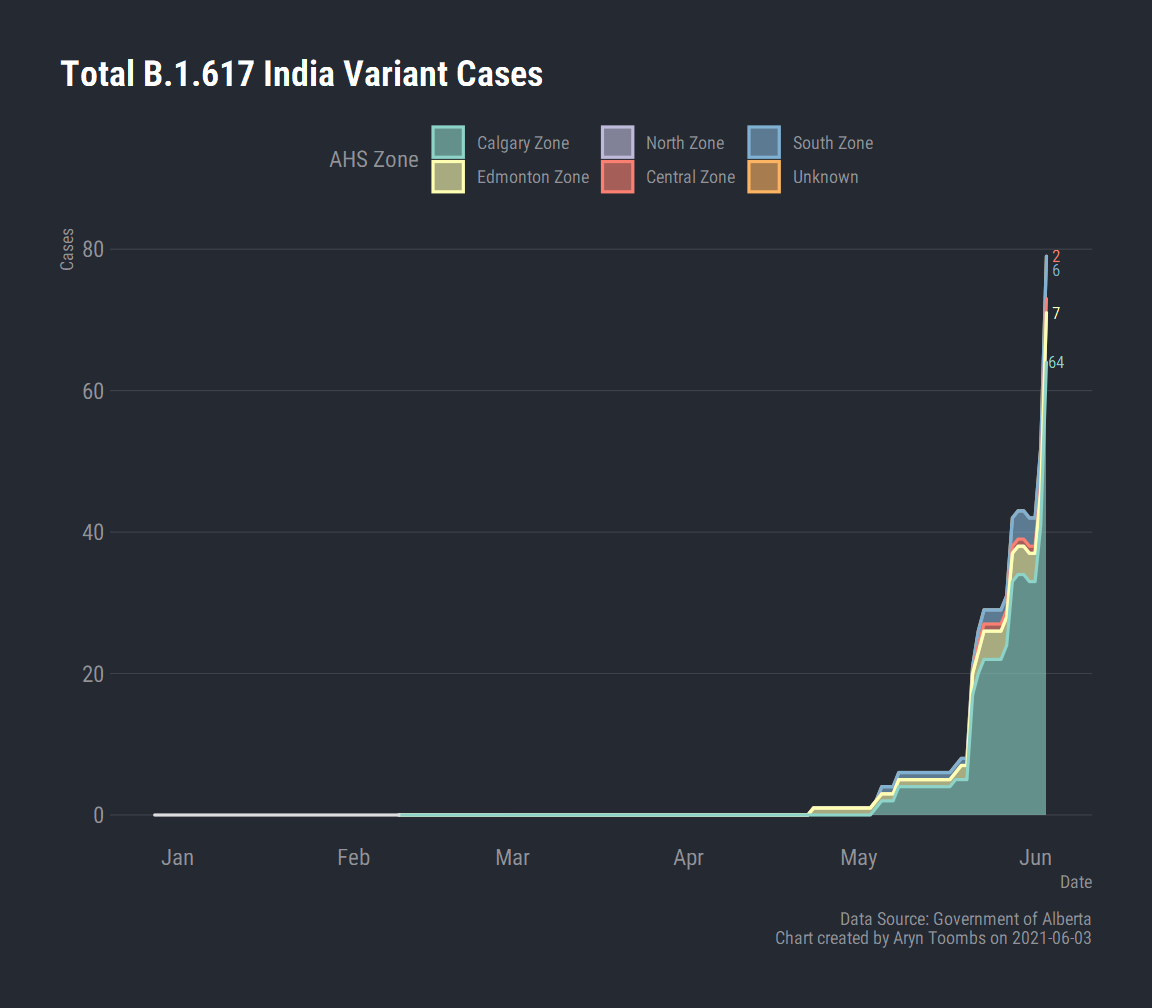 Total B.1.617 India Variant Cases
AHS Zone
Calgary Zone
North Zone
South Zone
Edmonton Zone
Central Zone
Unknown
Cases
80
60
40
20
0
2
6
7
64
Jan
Feb
Mar
Apr
May
Jun
Date
Data Source: Government of Alberta
Chart created by Aryn Toombs on 2021-06-03